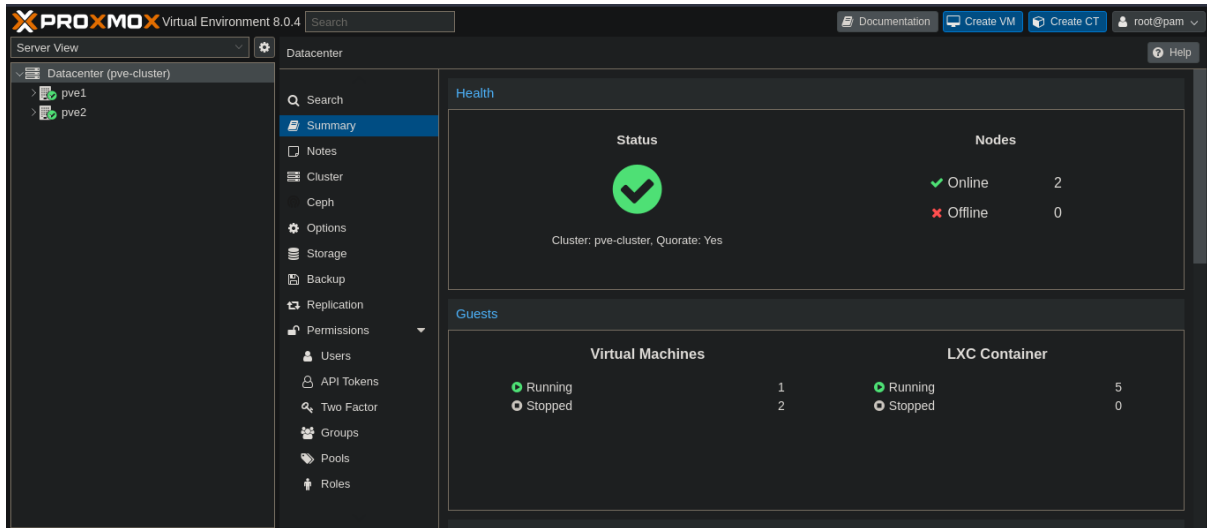 PROXMOX Virtual Environment 8.0.4 Search
Documentation Create VM Create CT root@pam
Server View
Datacenter (pve-cluster)
pve1
pve2
Datacenter
Help
Search
Summary
Notes
Cluster
Ceph
Options
Storage
Backup
Replication
Permissions
Users
API Tokens
Two Factor
Groups
Pools
Roles
Health
Status
Cluster: pve-cluster, Quorate: Yes
Nodes
Online 2
Offline 0
Guests
Virtual Machines
Running 1
Stopped 2
LXC Container
Running 5
Stopped 0